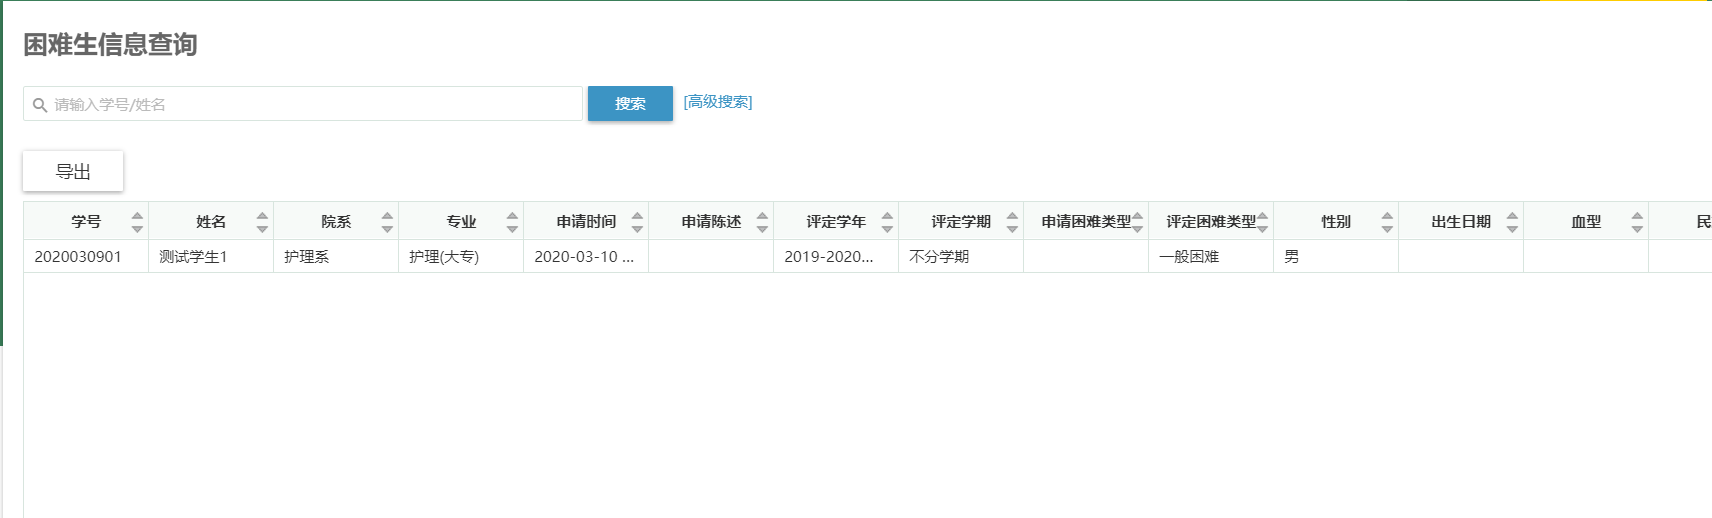 困难生信息查询
请输入学号/姓名 搜索 [高级搜索]
导出
学号 姓名 院系 专业 申请时间 申请陈述 评定学年 评定学期 申请困难类型 评定困难类型 性别 出生日期 血型 民
2020030901 测试学生1 护理系 护理(大专) 2020-03-10 ... 2019-2020... 不分学期 一般困难 男